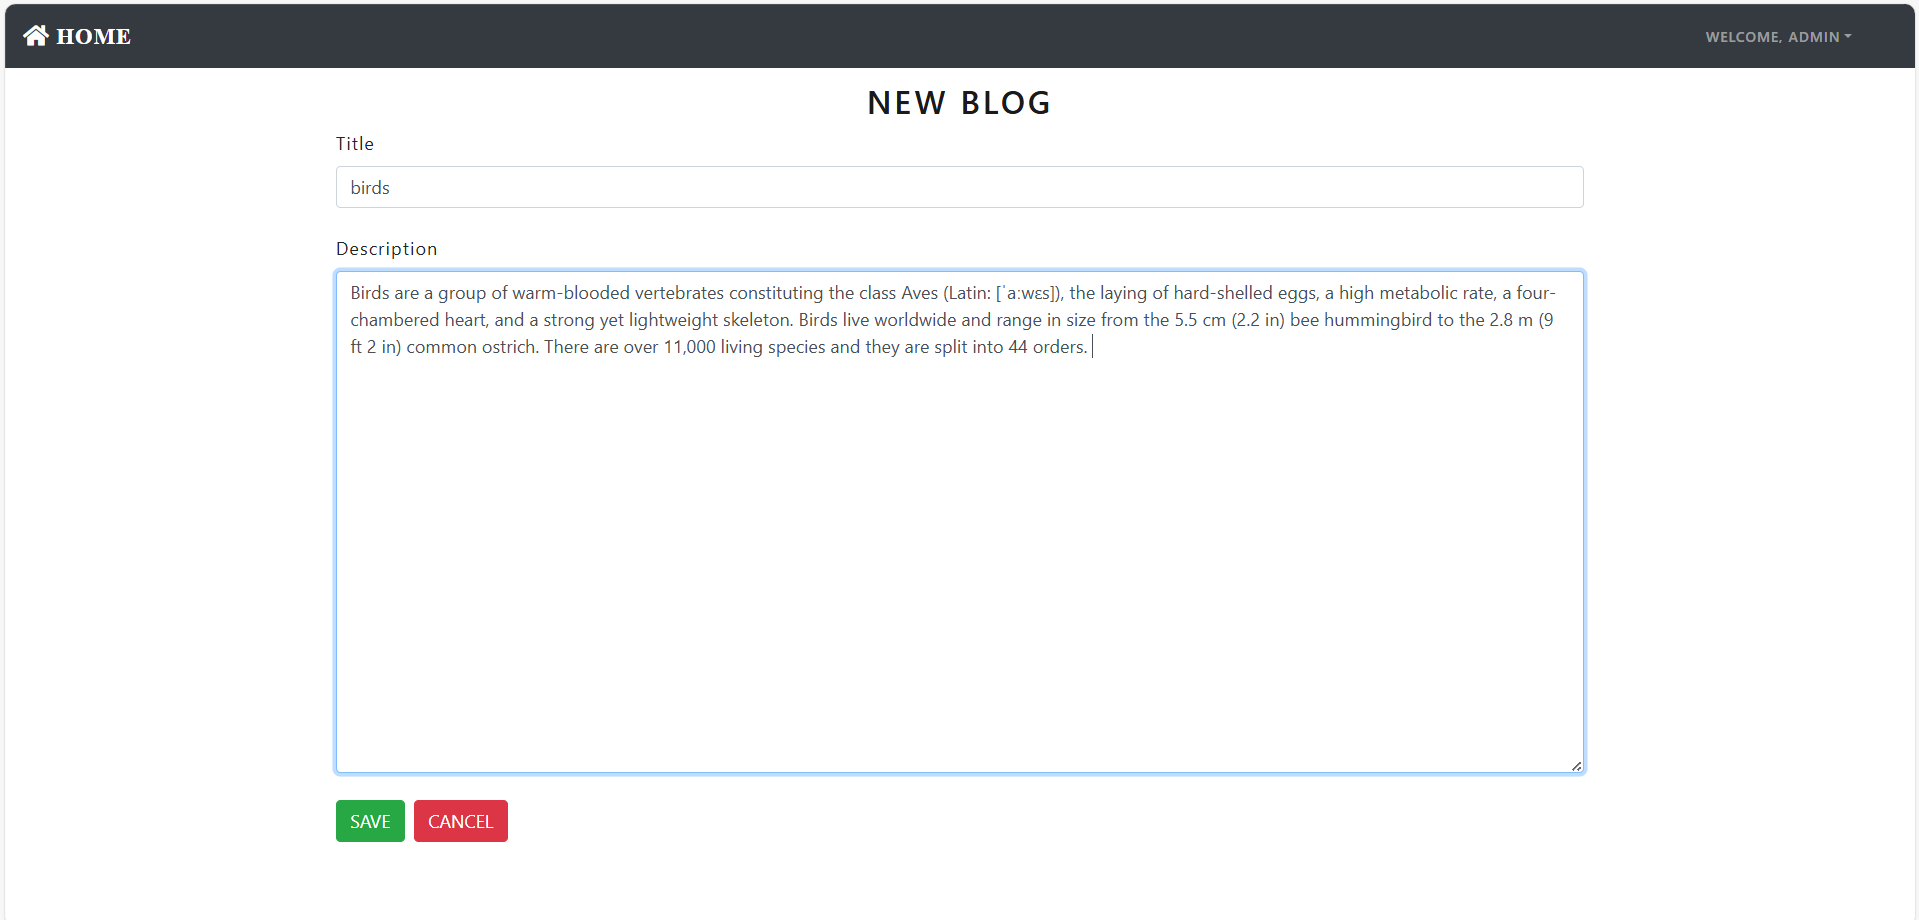 HOME
WELCOME, ADMIN
NEW BLOG
Title
birds
Description
Birds are a group of warm-blooded vertebrates constituting the class Aves (Latin: [ˈaːwɛs]), the laying of hard-shelled eggs, a high metabolic rate, a four-
chambered heart, and a strong yet lightweight skeleton. Birds live worldwide and range in size from the 5.5 cm (2.2 in) bee hummingbird to the 2.8 m (9
ft 2 in) common ostrich. There are over 11,000 living species and they are split into 44 orders.
SAVE
CANCEL